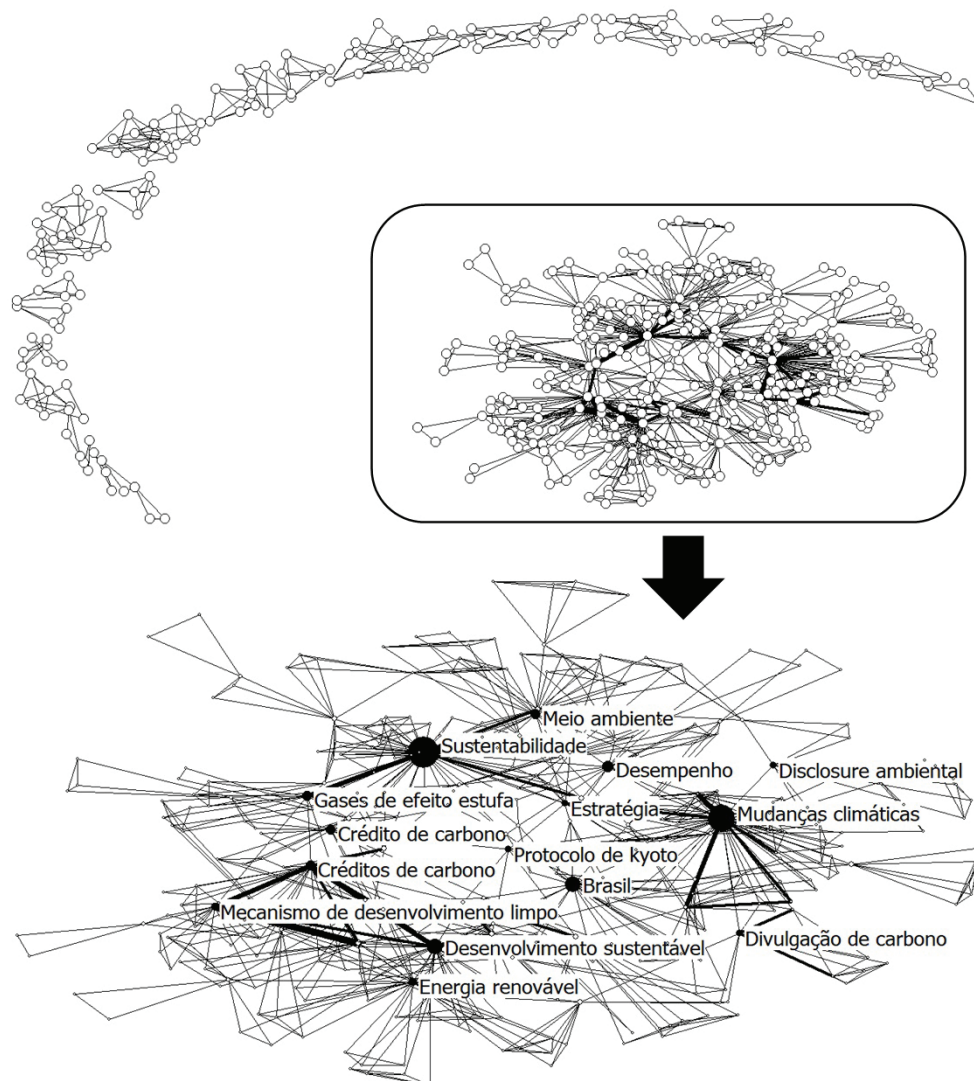 Meio ambiente
Sustentabilidade
Desempenho
Disclosure ambiental
Gases de efeito estufa
Estratégia
Mudanças climáticas
Crédito de carbono
Protocolo de kyoto
Créditos de carbono
Brasil
Mecanismo de desenvolvimento limpo
Desenvolvimento sustentável
Divulgação de carbono
Energia renovável